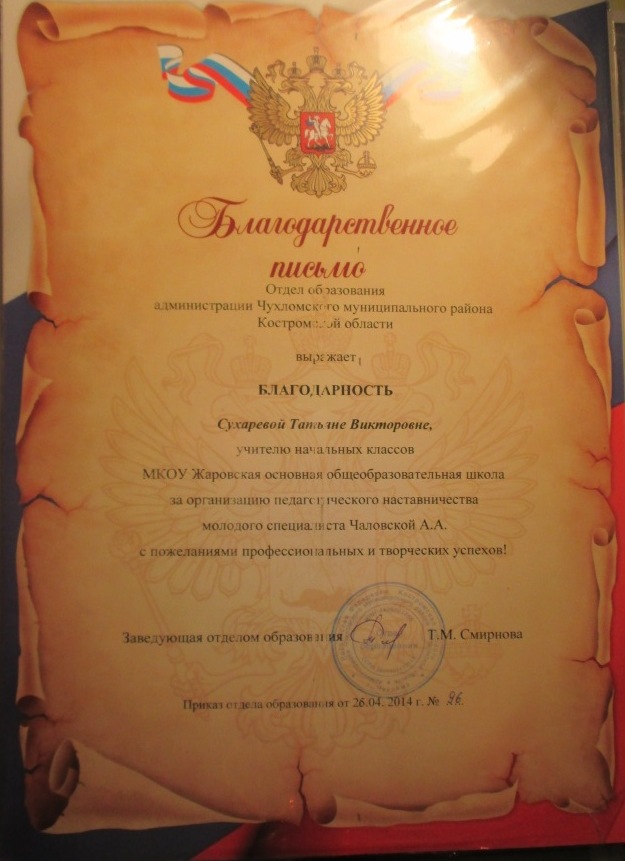 Благодарственное
письмо
Отдел образования
администрации Чухломского муниципального района
Костромской области
выражает
БЛАГОДАРНОСТЬ
Сухаревой Татьяне Викторовне,
учителю начальных классов
МКОУ Жаровская основная общеобразовательная школа
за организацию педагогического наставничества
молодого специалиста Чаловской А.А.
с пожеланиями профессиональных и творческих успехов!
Заведующая отделом образования Т.М. Смирнова
Приказ отдела образования от 26.04. 2014 г. № 96